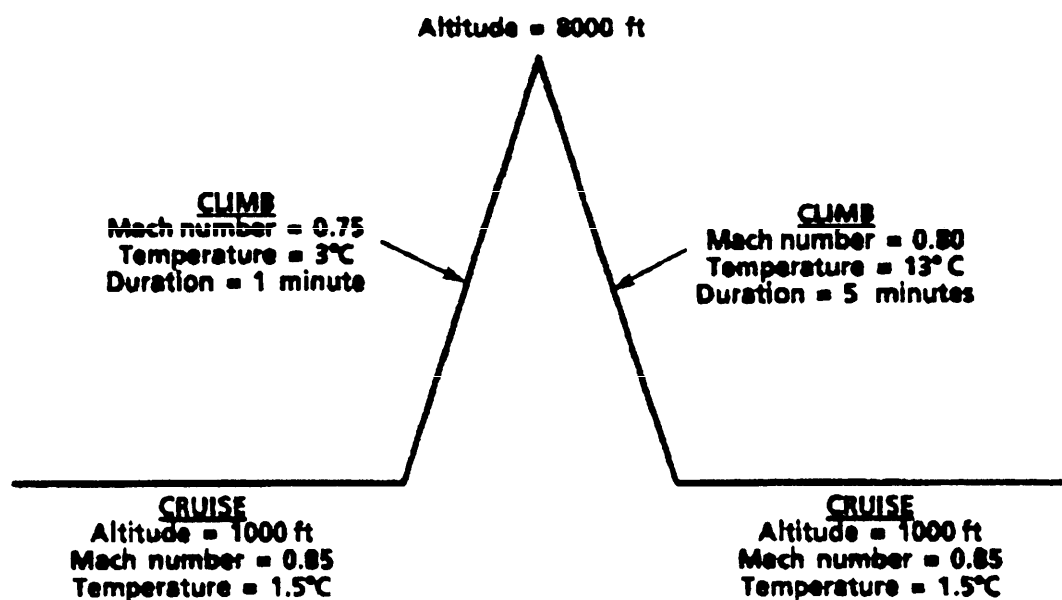 Altitude = 8000 ft
CLIMB
Mach number = 0.75
Temperature = 3°C
Duration = 1 minute
CLIMB
Mach number = 0.80
Temperature = 13°C
Duration = 5 minutes
CRUISE
Altitude = 1000 ft
Mach number = 0.85
Temperature = 1.5°C
CRUISE
Altitude = 1000 ft
Mach number = 0.85
Temperature = 1.5°C